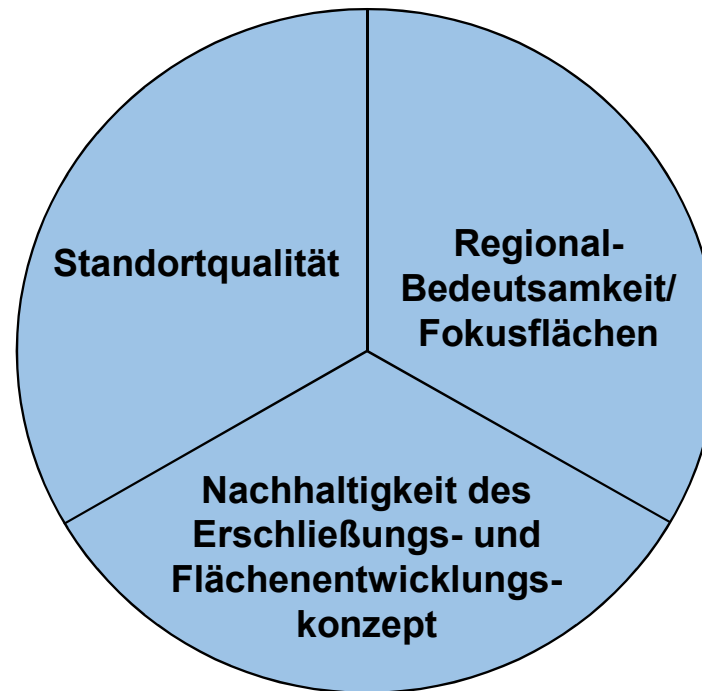 Standortqualität
Regional-
Bedeutsamkeit/
Fokusflächen
Nachhaltigkeit des
Erschließungs- und
Flächenentwicklungs-
konzept